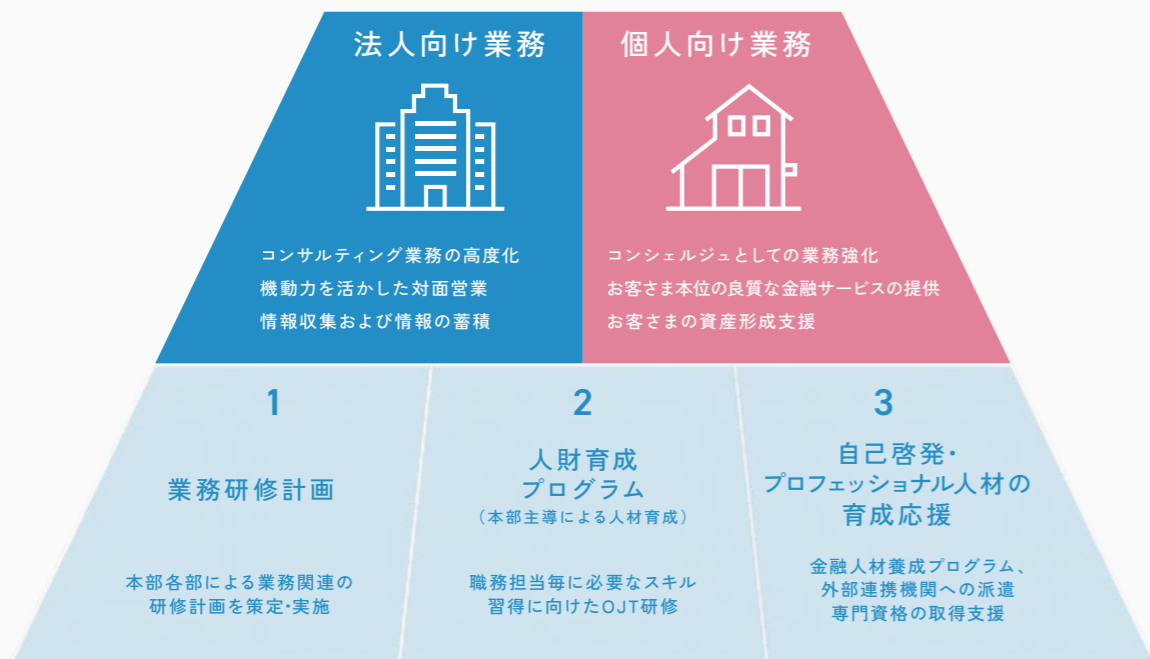 法人向け業務
コンサルティング業務の高度化
機動力を活かした対面営業
情報収集および情報の蓄積
個人向け業務
コンシェルジュとしての業務強化
お客さま本位の良質な金融サービスの提供
お客さまの資産形成支援
1
業務研修計画
本部各部による業務関連の
研修計画を策定・実施
2
人財育成
プログラム
（本部主導による人材育成）
職務担当毎に必要なスキル
習得に向けたOJT研修
3
自己啓発・
プロフェッショナル人材の
育成応援
金融人材養成プログラム、
外部連携機関への派遣
専門資格の取得支援